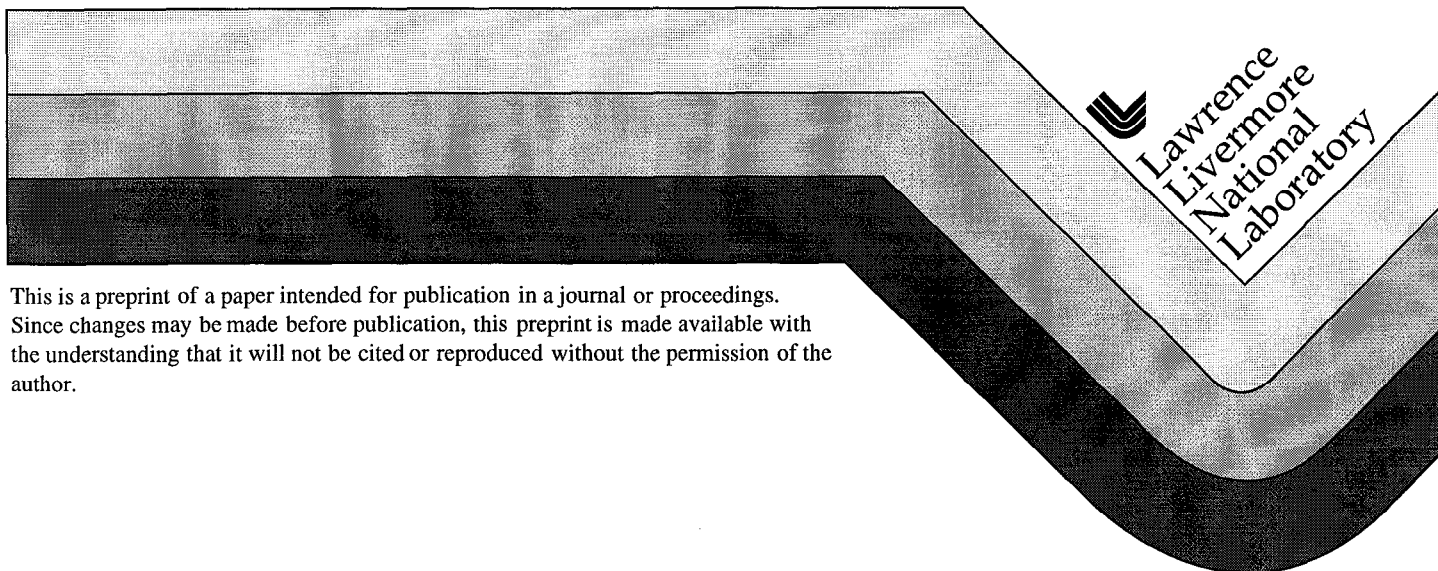 Lawrence
Livermore
National
Laboratory
This is a preprint of a paper intended for publication in a journal or proceedings.
Since changes may be made before publication, this preprint is made available with
the understanding that it will not be cited or reproduced without the permission of the
author.